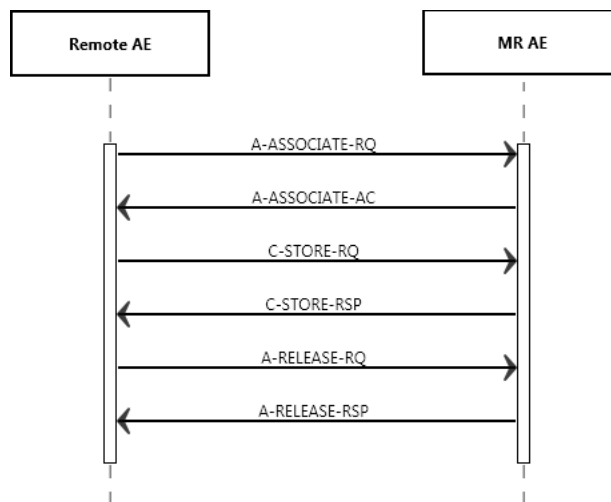 Remote AE
MR AE
A-ASSOCIATE-RQ
A-ASSOCIATE-AC
C-STORE-RQ
C-STORE-RSP
A-RELEASE-RQ
A-RELEASE-RSP